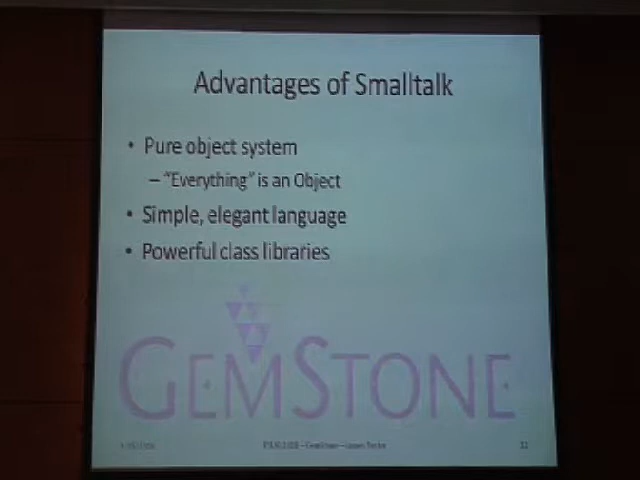 Advantages of Smalltalk
• Pure object system
– "Everything" is an Object
• Simple, elegant language
• Powerful class libraries
GEMSTONE